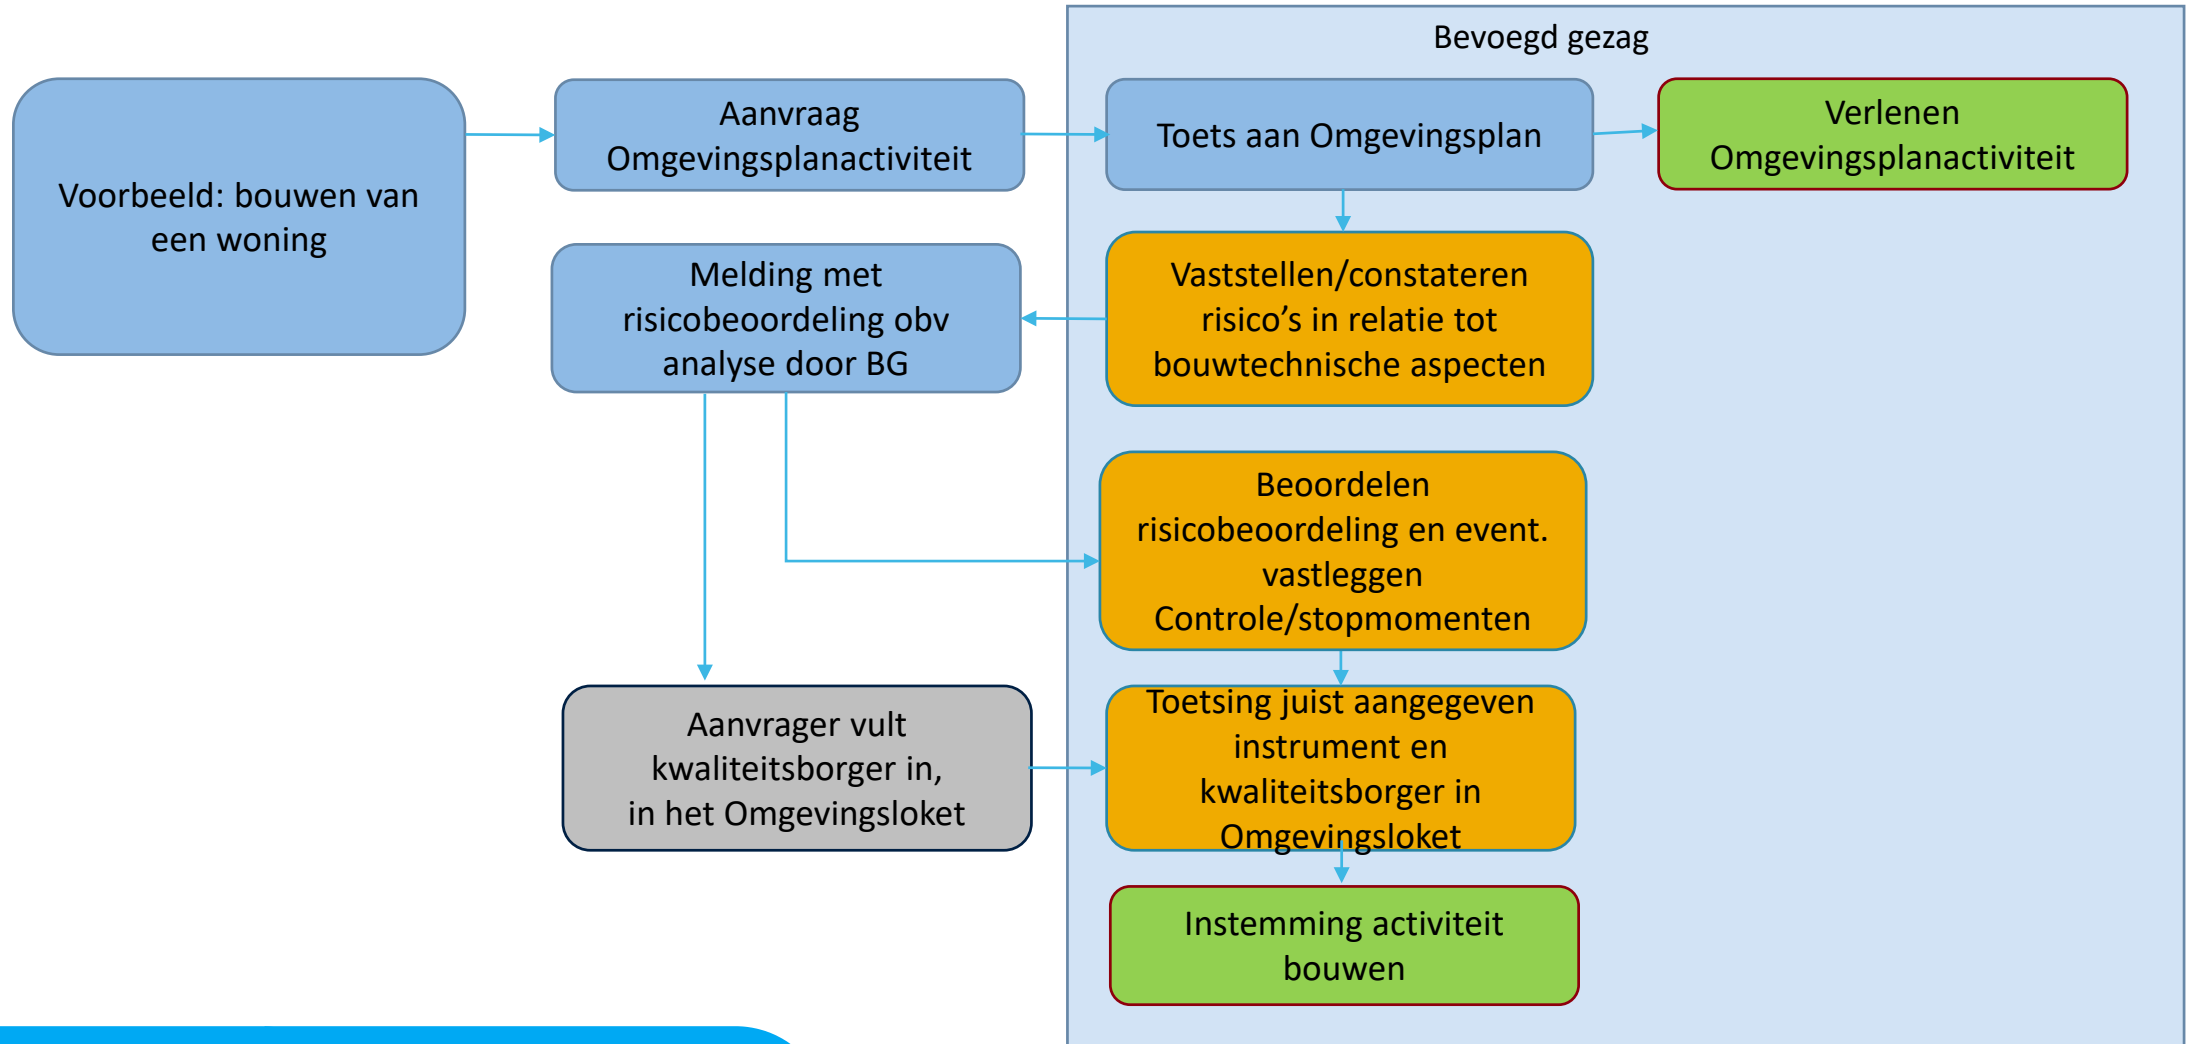 Bevoegd gezag
Voorbeeld: bouwen van
een woning
Aanvraag
Omgevingsplanactiviteit
Toets aan Omgevingsplan
Verlenen
Omgevingsplanactiviteit
Melding met
risicobeoordeling obv
analyse door BG
Vaststellen/constateren
risico’s in relatie tot
bouwtechnische aspecten
Beoordelen
risicobeoordeling en event.
vastleggen
Controle/stopmomenten
Aanvrager vult
kwaliteitsborger in,
in het Omgevingsloket
Toetsing juist aangegeven
instrument en
kwaliteitsborger in
Omgevingsloket
Instemming activiteit
bouwen